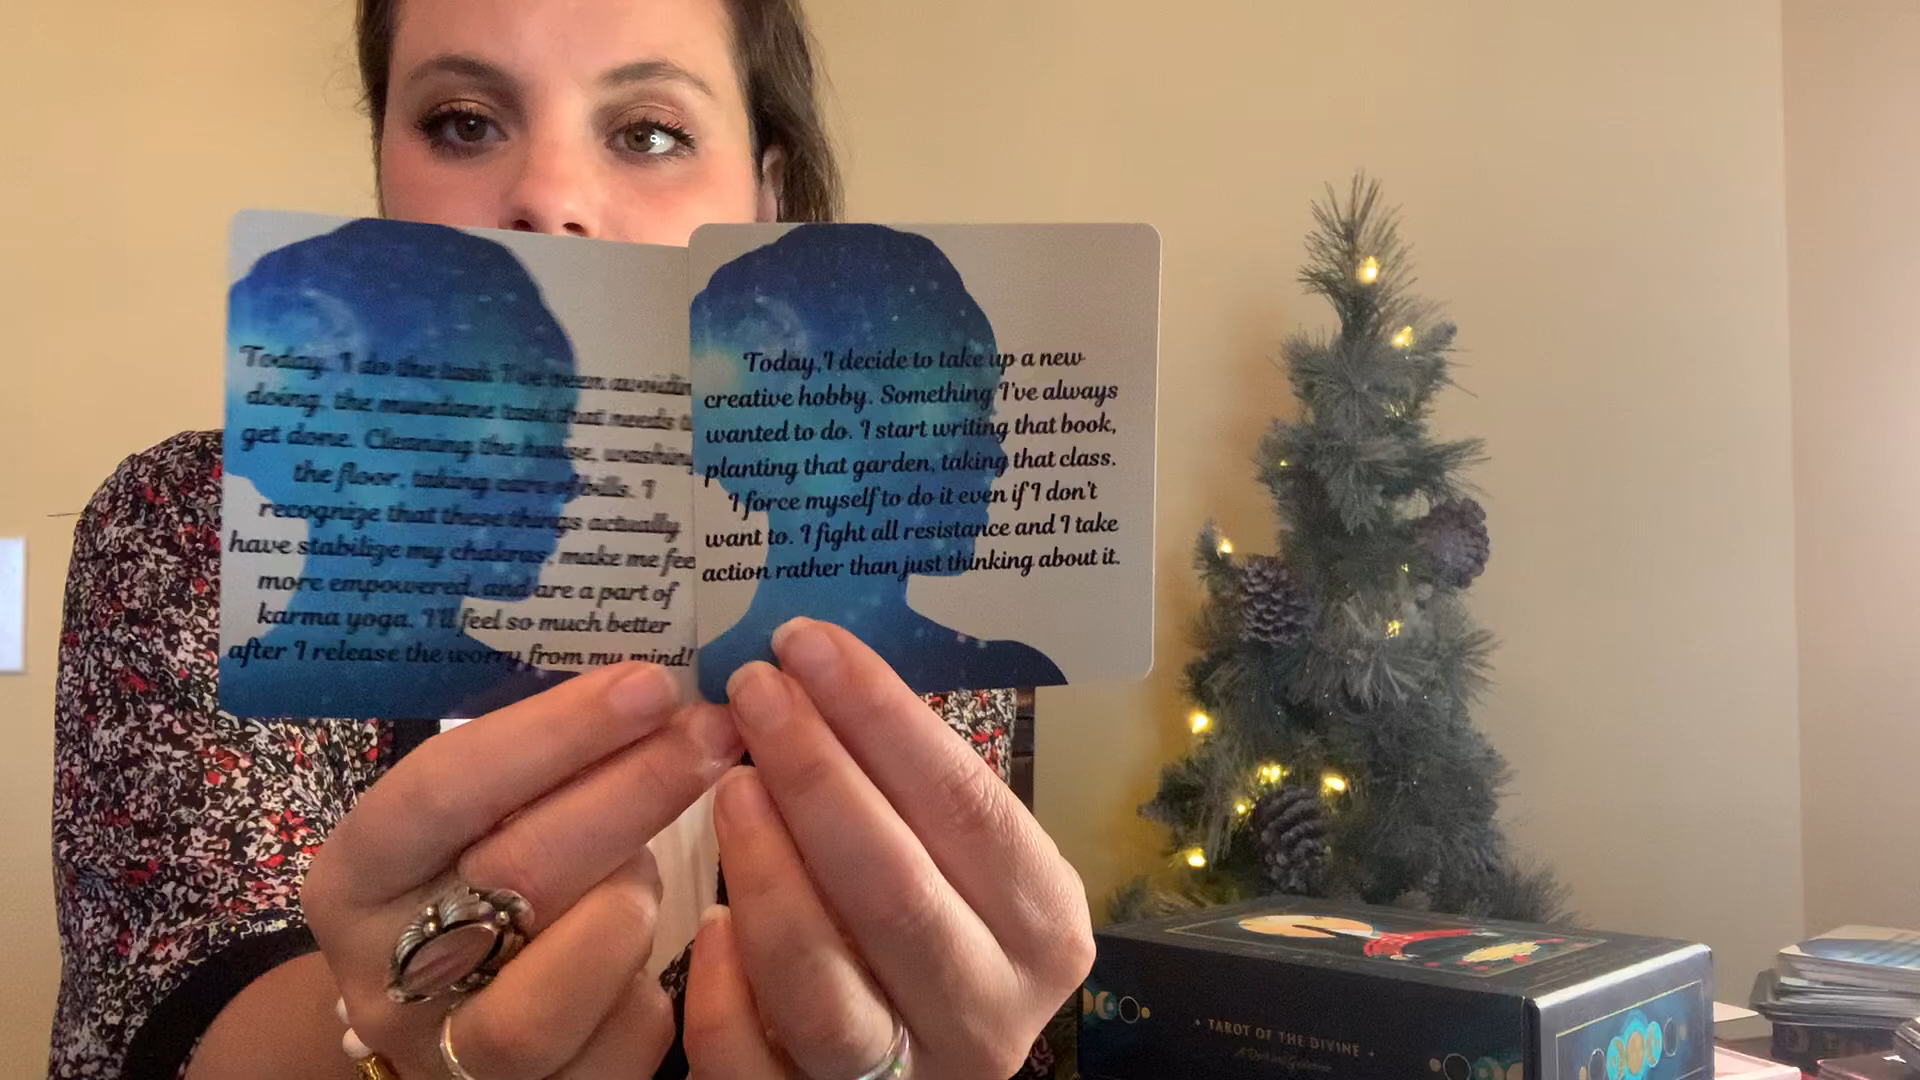 Today, I do the task I've been avoidin
doing, the mundane task that needs t
get done. Cleaning the house, washing
the floor, taking care of bills. I
recognize that these things actually
have stabilize my chakras, make me fee
more empowered, and are a part of
karma yoga. I'll feel so much better
after I release the worry from my mind!
Today, I decide to take up a new
creative hobby. Something I've always
wanted to do. I start writing that book,
planting that garden, taking that class.
I force myself to do it even if I don't
want to. I fight all resistance and I take
action rather than just thinking about it.
TAROT OF THE DIVINE